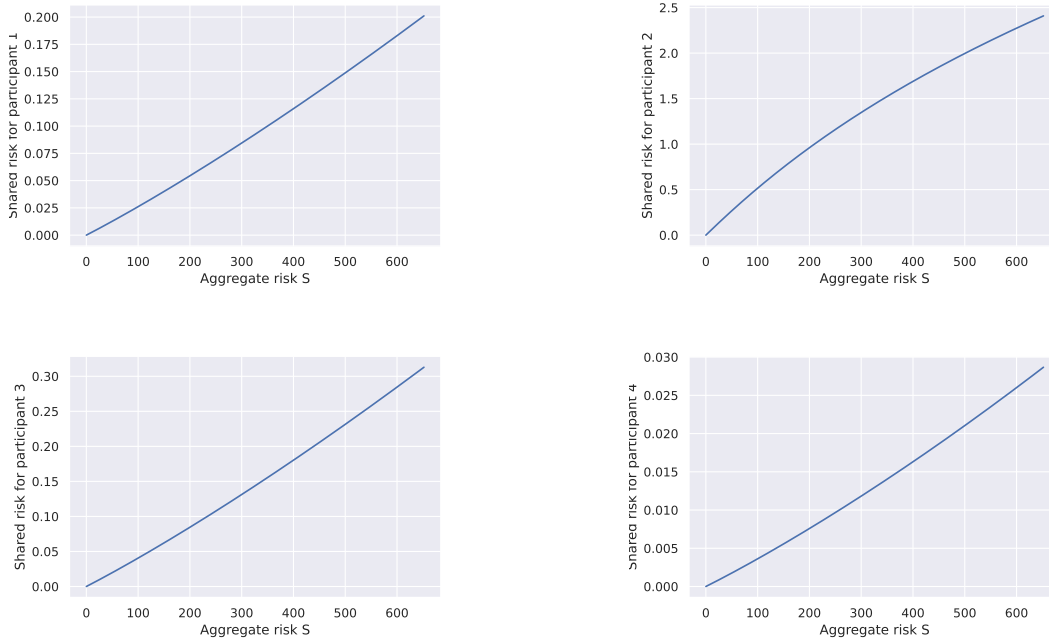 Shared risk for participant 1
0.200
0.175
0.150
0.125
0.100
0.075
0.050
0.025
0.000
0 100 200 300 400 500 600
Aggregate risk S
Shared risk for participant 2
2.5
2.0
1.5
1.0
0.5
0.0
0 100 200 300 400 500 600
Aggregate risk S
Shared risk for participant 3
0.30
0.25
0.20
0.15
0.10
0.05
0.00
0 100 200 300 400 500 600
Aggregate risk S
Shared risk for participant 4
0.030
0.025
0.020
0.015
0.010
0.005
0.000
0 100 200 300 400 500 600
Aggregate risk S